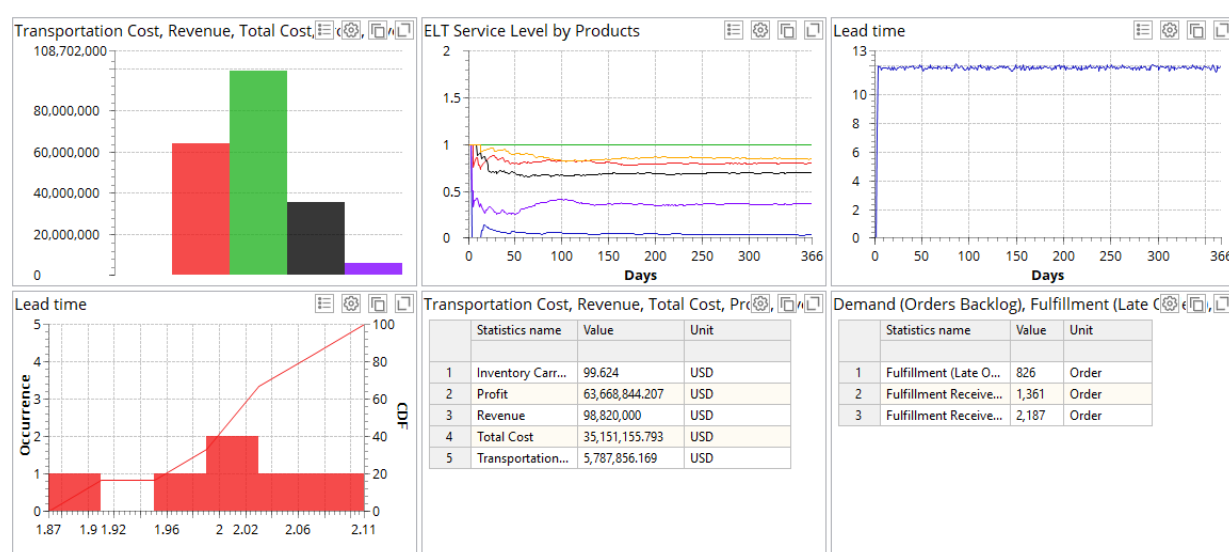 Transportation Cost, Revenue, Total Cost,
108,702,000
80,000,000
60,000,000
40,000,000
20,000,000
0
ELT Service Level by Products
2
1.5
1
0.5
0
0 50 100 150 200 250 300 366
Days
Lead time
13
10
8
6
4
2
0
0 50 100 150 200 250 300 366
Days
Lead time
5
4
3
2
1
0
Occurrence
100
80
60
40
20
0
CDF
1.87 1.9 1.92 1.96 2 2.02 2.06 2.11
Transportation Cost, Revenue, Total Cost, Pro
Statistics name Value Unit
1 Inventory Carr... 99.624 USD
2 Profit 63,668,844.207 USD
3 Revenue 98,820,000 USD
4 Total Cost 35,151,155.793 USD
5 Transportation... 5,787,856.169 USD
Demand (Orders Backlog), Fulfillment (Late
Statistics name Value Unit
1 Fulfillment (Late O... 826 Order
2 Fulfillment Receive... 1,361 Order
3 Fulfillment Receive... 2,187 Order